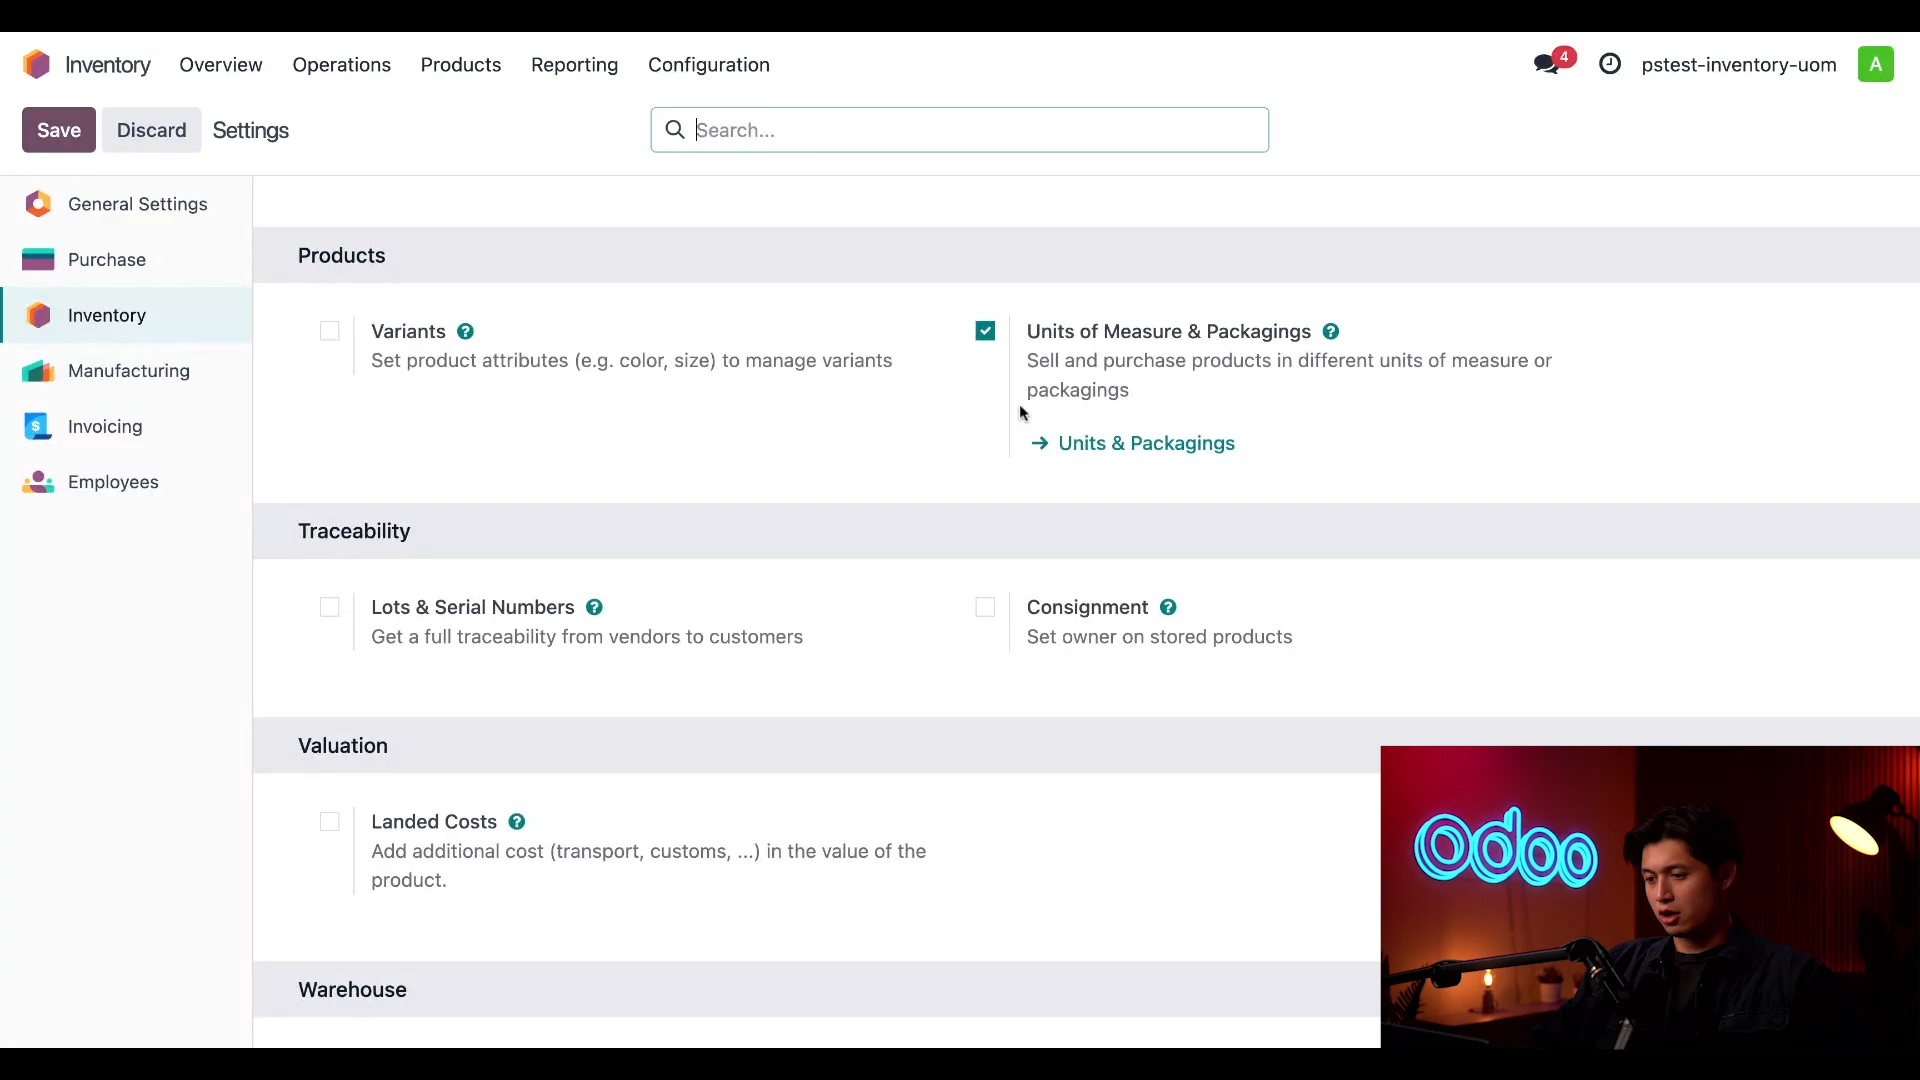 Inventory Overview Operations Products Reporting Configuration 4 pstest-inventory-uom A
Save Discard Settings Search...
General Settings
Purchase
Inventory
Manufacturing
Invoicing
Employees
Products
Variants ?
Set product attributes (e.g. color, size) to manage variants
Units of Measure & Packagings ?
Sell and purchase products in different units of measure or
packagings
→ Units & Packagings
Traceability
Lots & Serial Numbers ?
Get a full traceability from vendors to customers
Consignment ?
Set owner on stored products
Valuation
Landed Costs ?
Add additional cost (transport, customs, ...) in the value of the
product.
Warehouse
odoo